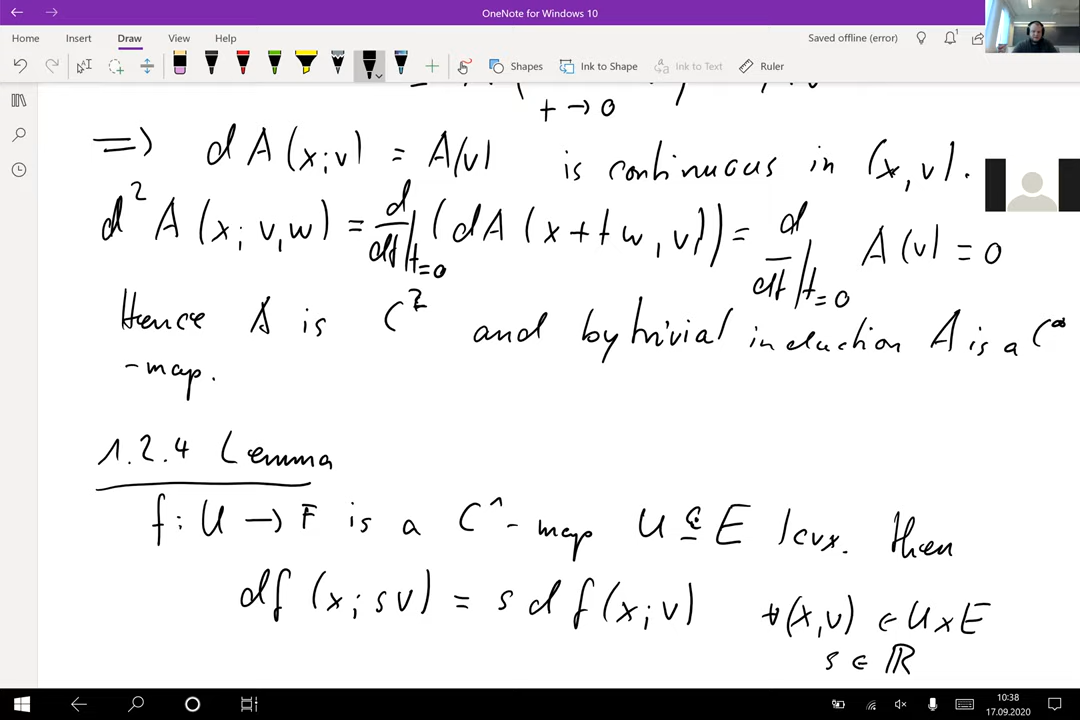 OneNote for Windows 10
Home Insert Draw View Help
Saved offline (error)
Shapes Ink to Shape Ink to Text Ruler
t → 0
=> dA(x;v) = A(v) is continuous in (x,v).
d²A(x; v,w) = d/dt|t=0 (dA(x+tw,v)) = d/dt|t=0 A(v) = 0
Hence A is C² and by trivial induction A is a C∞
-map.
1.2.4 Lemma
f: U → F is a C¹-map U ⊆ E lcvx. then
df(x; sv) = s df(x; v) ∀(x,v) ∈ U×E
s ∈ ℝ
10:38
17.09.2020